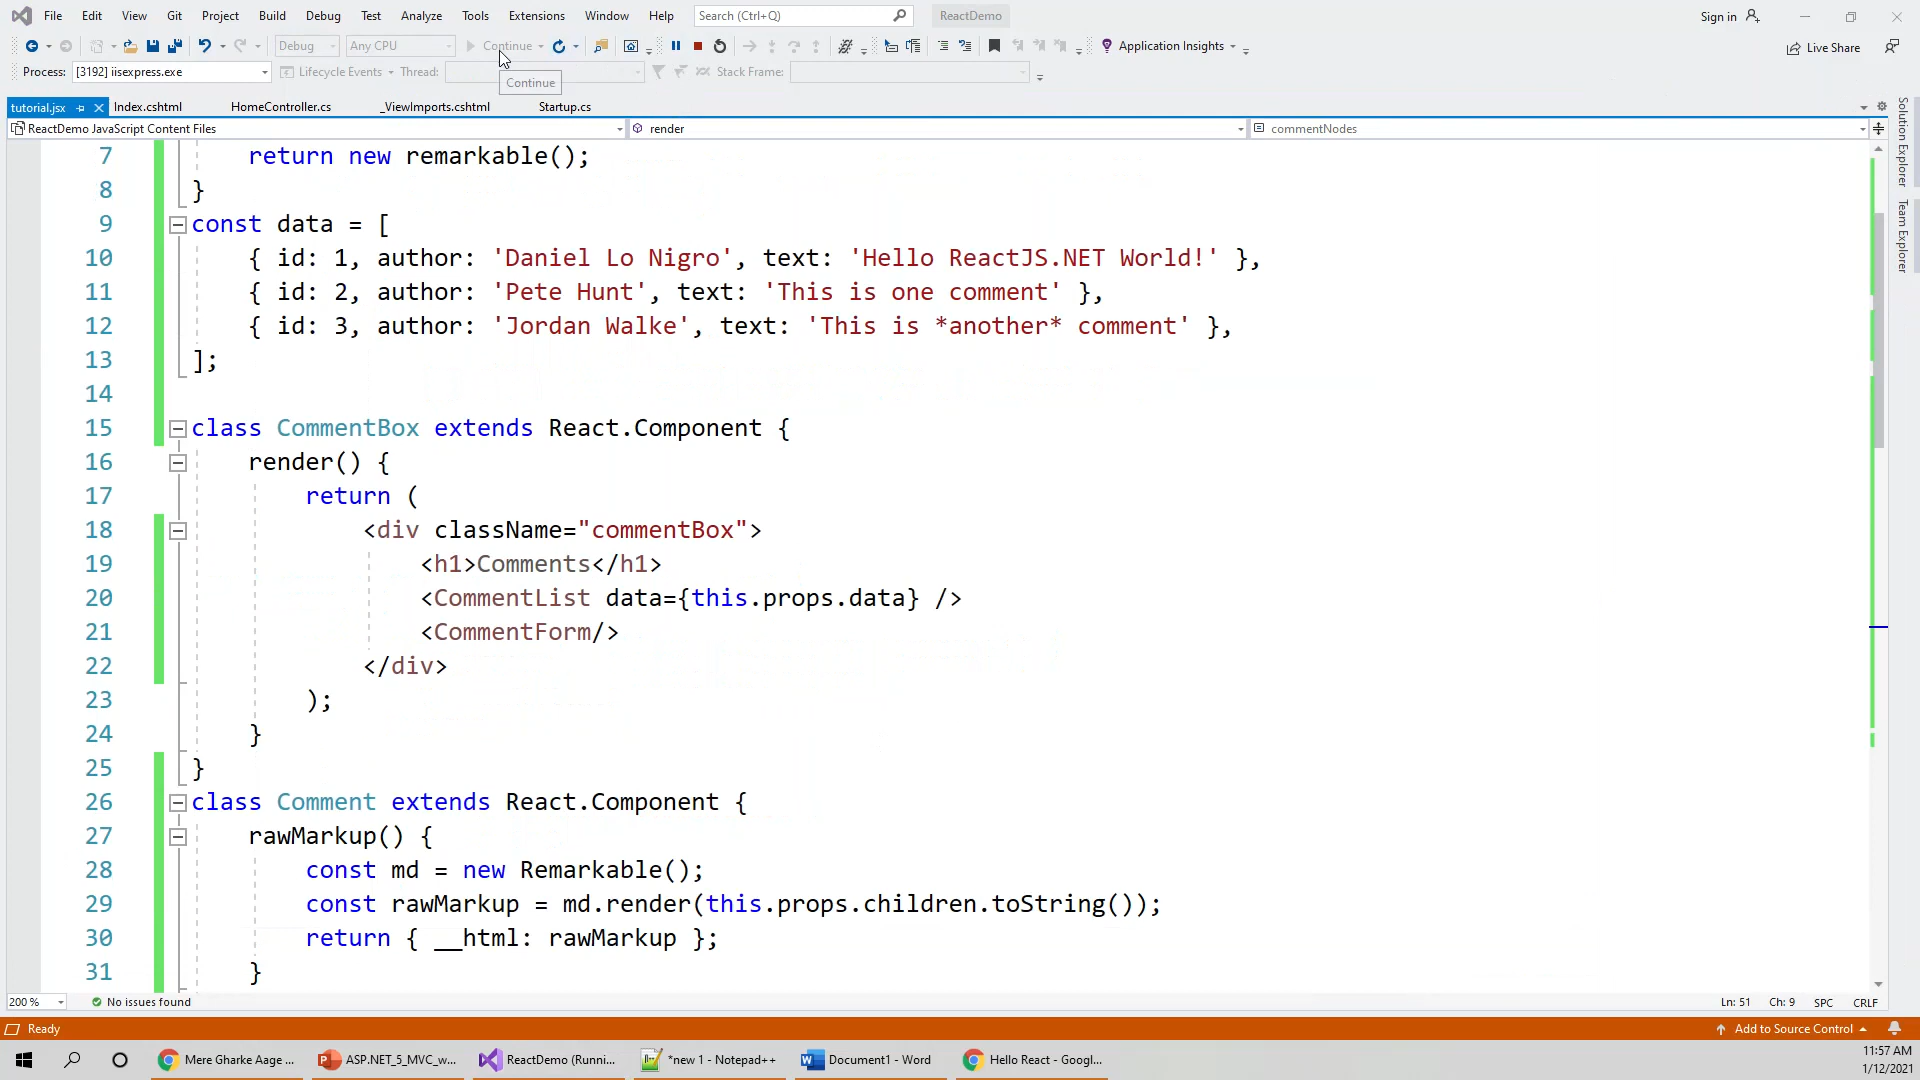 File Edit View Git Project Build Debug Test Analyze Tools Extensions Window Help Search (Ctrl+Q) ReactDemo Sign in
Debug Any CPU Continue Application Insights Live Share
Process: [3192] iisexpress.exe Lifecycle Events Thread: Stack Frame:
Continue
tutorial.jsx Index.cshtml HomeController.cs _ViewImports.cshtml Startup.cs
ReactDemo JavaScript Content Files render commentNodes
Solution Explorer
Team Explorer
7 return new remarkable();
8 }
9 const data = [
10 { id: 1, author: 'Daniel Lo Nigro', text: 'Hello ReactJS.NET World!' },
11 { id: 2, author: 'Pete Hunt', text: 'This is one comment' },
12 { id: 3, author: 'Jordan Walke', text: 'This is *another* comment' },
13 ];
14
15 class CommentBox extends React.Component {
16 render() {
17 return (
18 <div className="commentBox">
19 <h1>Comments</h1>
20 <CommentList data={this.props.data} />
21 <CommentForm/>
22 </div>
23 );
24 }
25 }
26 class Comment extends React.Component {
27 rawMarkup() {
28 const md = new Remarkable();
29 const rawMarkup = md.render(this.props.children.toString());
30 return { __html: rawMarkup };
31 }
200 % No issues found Ln: 51 Ch: 9 SPC CRLF
Ready Add to Source Control
Mere Gharke Aage ... ASP.NET_5_MVC_w... ReactDemo (Runni... *new 1 - Notepad++ Document1 - Word Hello React - Googl... 11:57 AM
1/12/2021